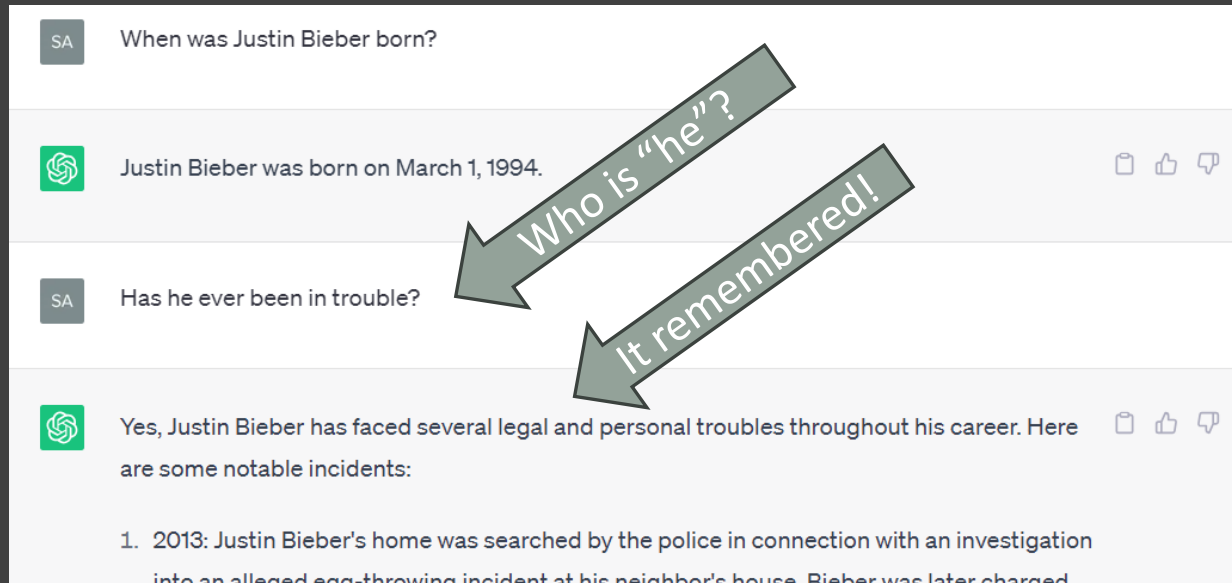 SA
When was Justin Bieber born?
Justin Bieber was born on March 1, 1994.
Who is “he”?
SA
Has he ever been in trouble?
It remembered!
Yes, Justin Bieber has faced several legal and personal troubles throughout his career. Here
are some notable incidents:
1. 2013: Justin Bieber's home was searched by the police in connection with an investigation
into an alleged egg-throwing incident at his neighbor's house. Bieber was later charged